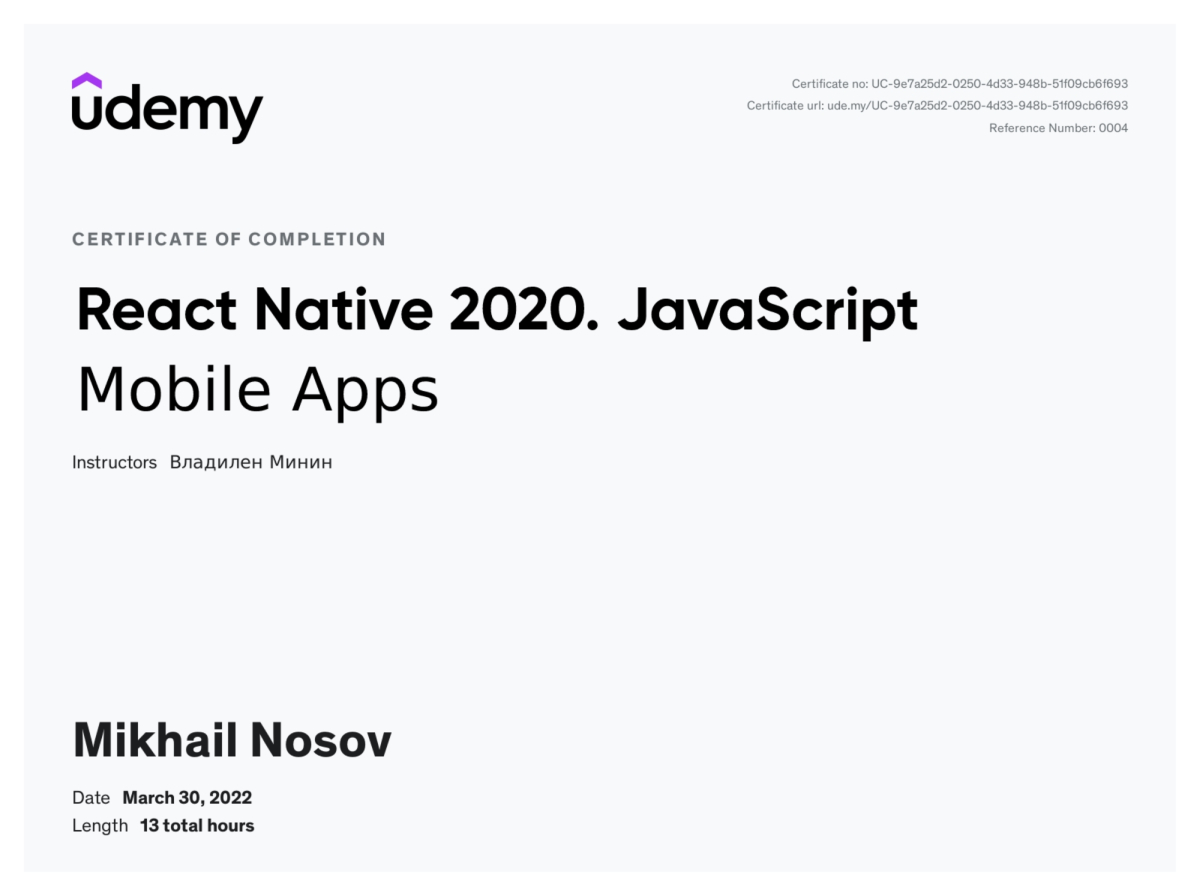 udemy
Certificate no: UC-9e7a25d2-0250-4d33-948b-51f09cb6f693
Certificate url: ude.my/UC-9e7a25d2-0250-4d33-948b-51f09cb6f693
Reference Number: 0004
CERTIFICATE OF COMPLETION
React Native 2020. JavaScript
Mobile Apps
Instructors Владилен Минин
Mikhail Nosov
Date March 30, 2022
Length 13 total hours